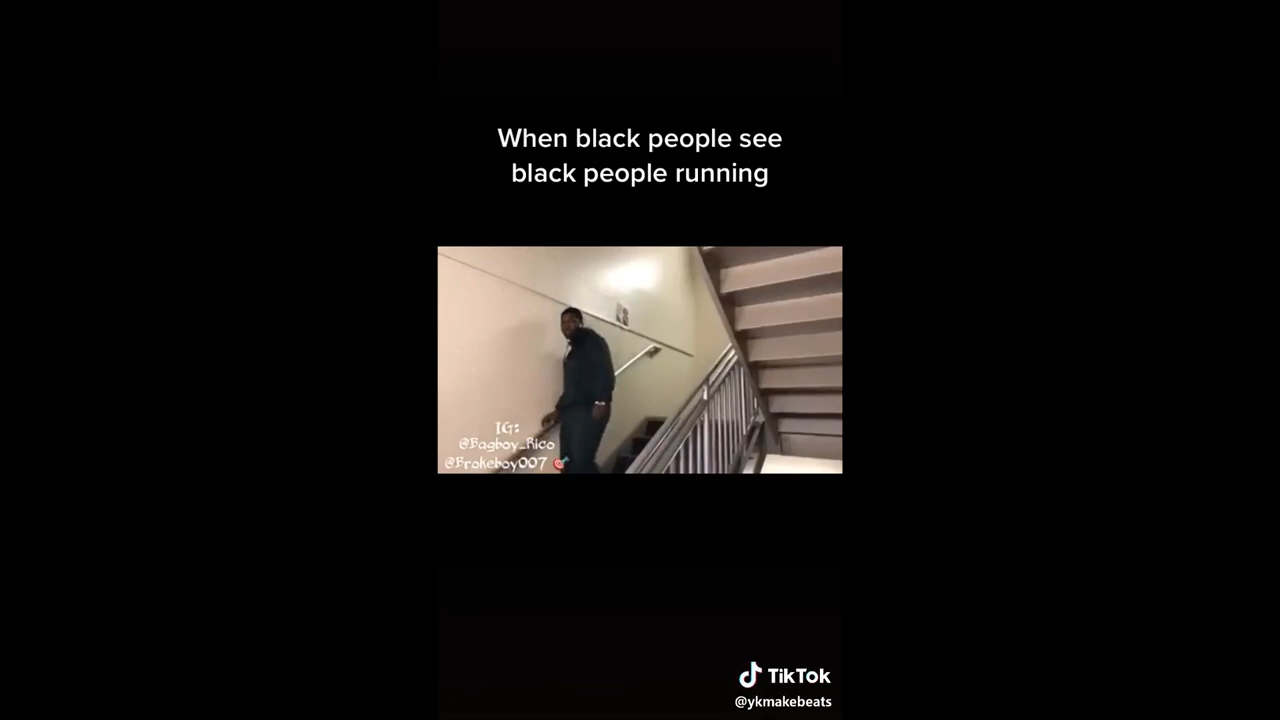 When black people see
black people running
IG:
@Bagboy_Rico
@Brokeboy007
TikTok
@ykmakebeats